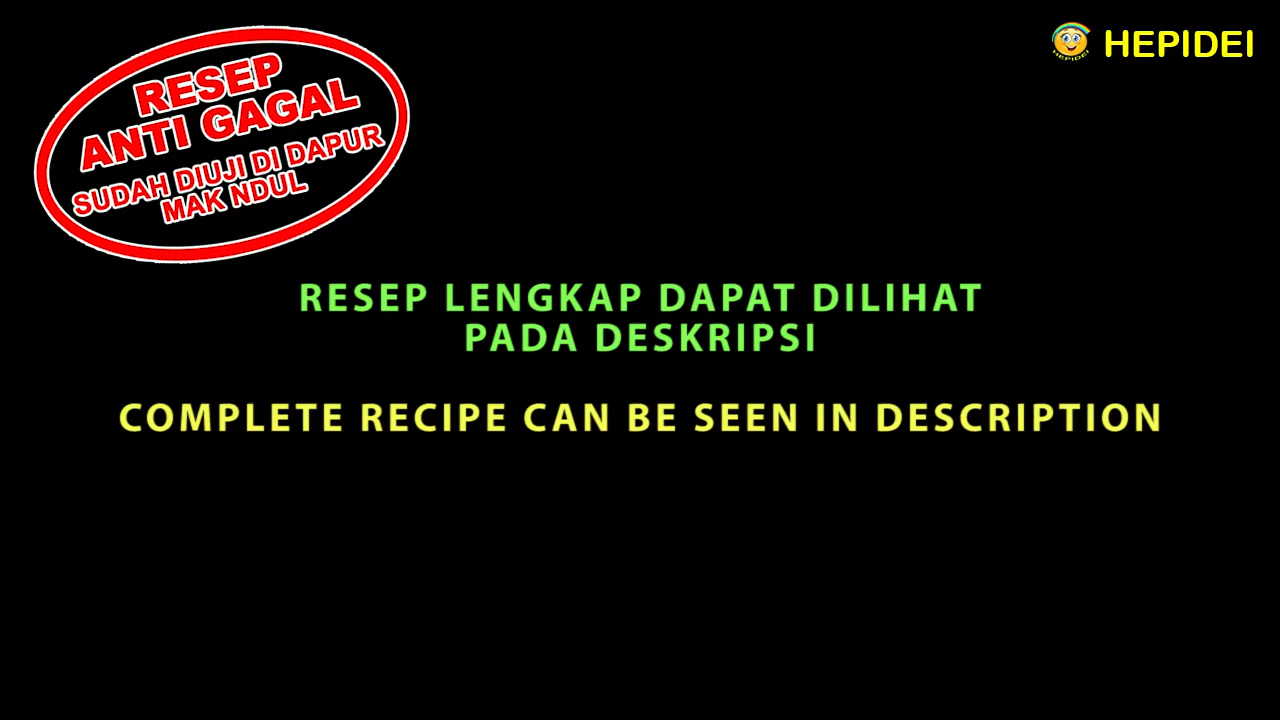 RESEP
ANTI GAGAL
SUDAH DIUJI DI DAPUR
MAK NDUL
HEPIDEI
HEPIDEI
RESEP LENGKAP DAPAT DILIHAT
PADA DESKRIPSI
COMPLETE RECIPE CAN BE SEEN IN DESCRIPTION